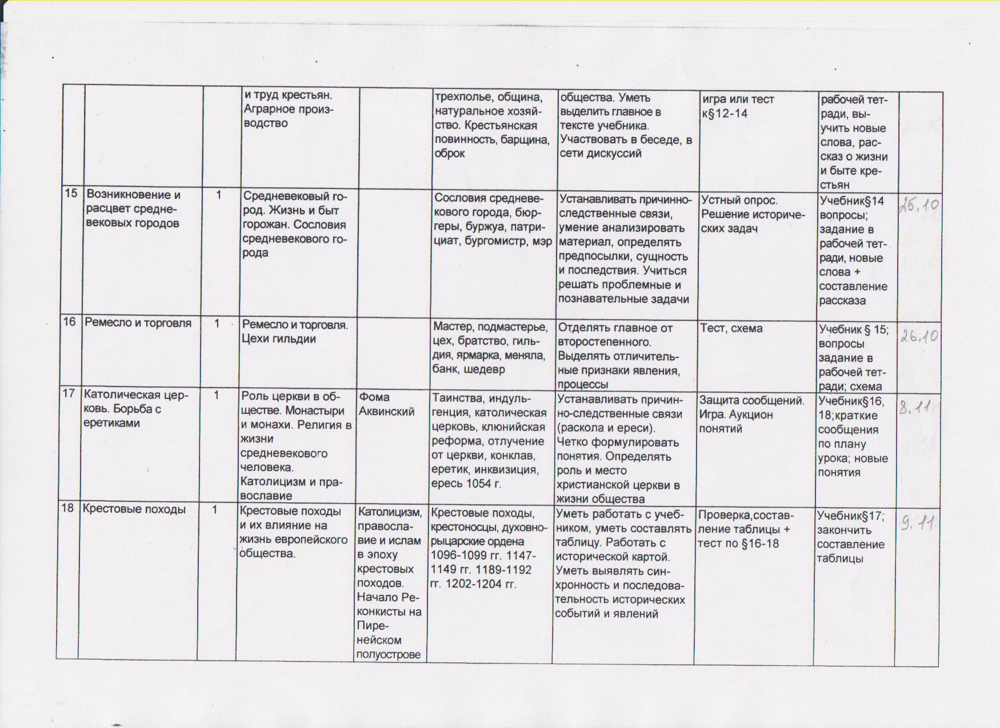 и труд крестьян.
Аграрное произ-
водство
трехполье, община,
натуральное хозяй-
ство. Крестьянская
повинность, барщина,
оброк
общества. Уметь
выделить главное в
тексте учебника.
Участвовать в беседе, в
сети дискуссий
игра или тест
к§12-14
рабочей тет-
ради, вы-
учить новые
слова, рас-
сказ о жизни
и быте кре-
стьян
15
Возникновение и
расцвет средне-
вековых городов
1
Средневековый го-
род. Жизнь и быт
горожан. Сословия
средневекового го-
рода
Сословия средневе-
кового города, бюр-
геры, буржуа, патри-
циат, бургомистр, мэр
Устанавливать причинно-
следственные связи,
умение анализировать
материал, определять
предпосылки, сущность
и последствия. Учиться
решать проблемные и
познавательные задачи
Устный опрос.
Решение историче-
ских задач
Учебник§14
вопросы;
задание в
рабочей тет-
ради, новые
слова +
составление
рассказа
25.10
16
Ремесло и торговля
1
Ремесло и торговля.
Цехи гильдии
Мастер, подмастерье,
цех, братство, гиль-
дия, ярмарка, меняла,
банк, шедевр
Отделять главное от
второстепенного.
Выделять отличитель-
ные признаки явления,
процессы
Тест, схема
Учебник § 15;
вопросы
задание в
рабочей тет-
ради; схема
26.10
17
Католическая цер-
ковь. Борьба с
еретиками
1
Роль церкви в об-
ществе. Монастыри
и монахи. Религия в
жизни
средневекового
человека.
Католицизм и пра-
вославие
Фома
Аквинский
Таинства, индуль-
генция, католическая
церковь, клюнийская
реформа, отлучение
от церкви, конклав,
еретик, инквизиция,
ересь 1054 г.
Устанавливать причин-
но-следственные связи
(раскола и ереси).
Четко формулировать
понятия. Определять
роль и место
христианской церкви в
жизни общества
Защита сообщений.
Игра. Аукцион
понятий
Учебник§16,
18;краткие
сообщения
по плану
урока; новые
понятия
8.11
18
Крестовые походы
1
Крестовые походы
и их влияние на
жизнь европейского
общества.
Католицизм,
правосла-
вие и ислам
в эпоху
крестовых
походов.
Начало Ре-
конкисты на
Пире-
нейском
полуострове
Крестовые походы,
крестоносцы, духовно-
рыцарские ордена
1096-1099 гг. 1147-
1149 гг. 1189-1192
гг. 1202-1204 гг.
Уметь работать с учеб-
ником, уметь составлять
таблицу. Работать с
исторической картой.
Уметь выявлять син-
хронность и последова-
тельность исторических
событий и явлений
Проверка,состав-
ление таблицы +
тест по §16-18
Учебник§17;
закончить
составление
таблицы
9.11